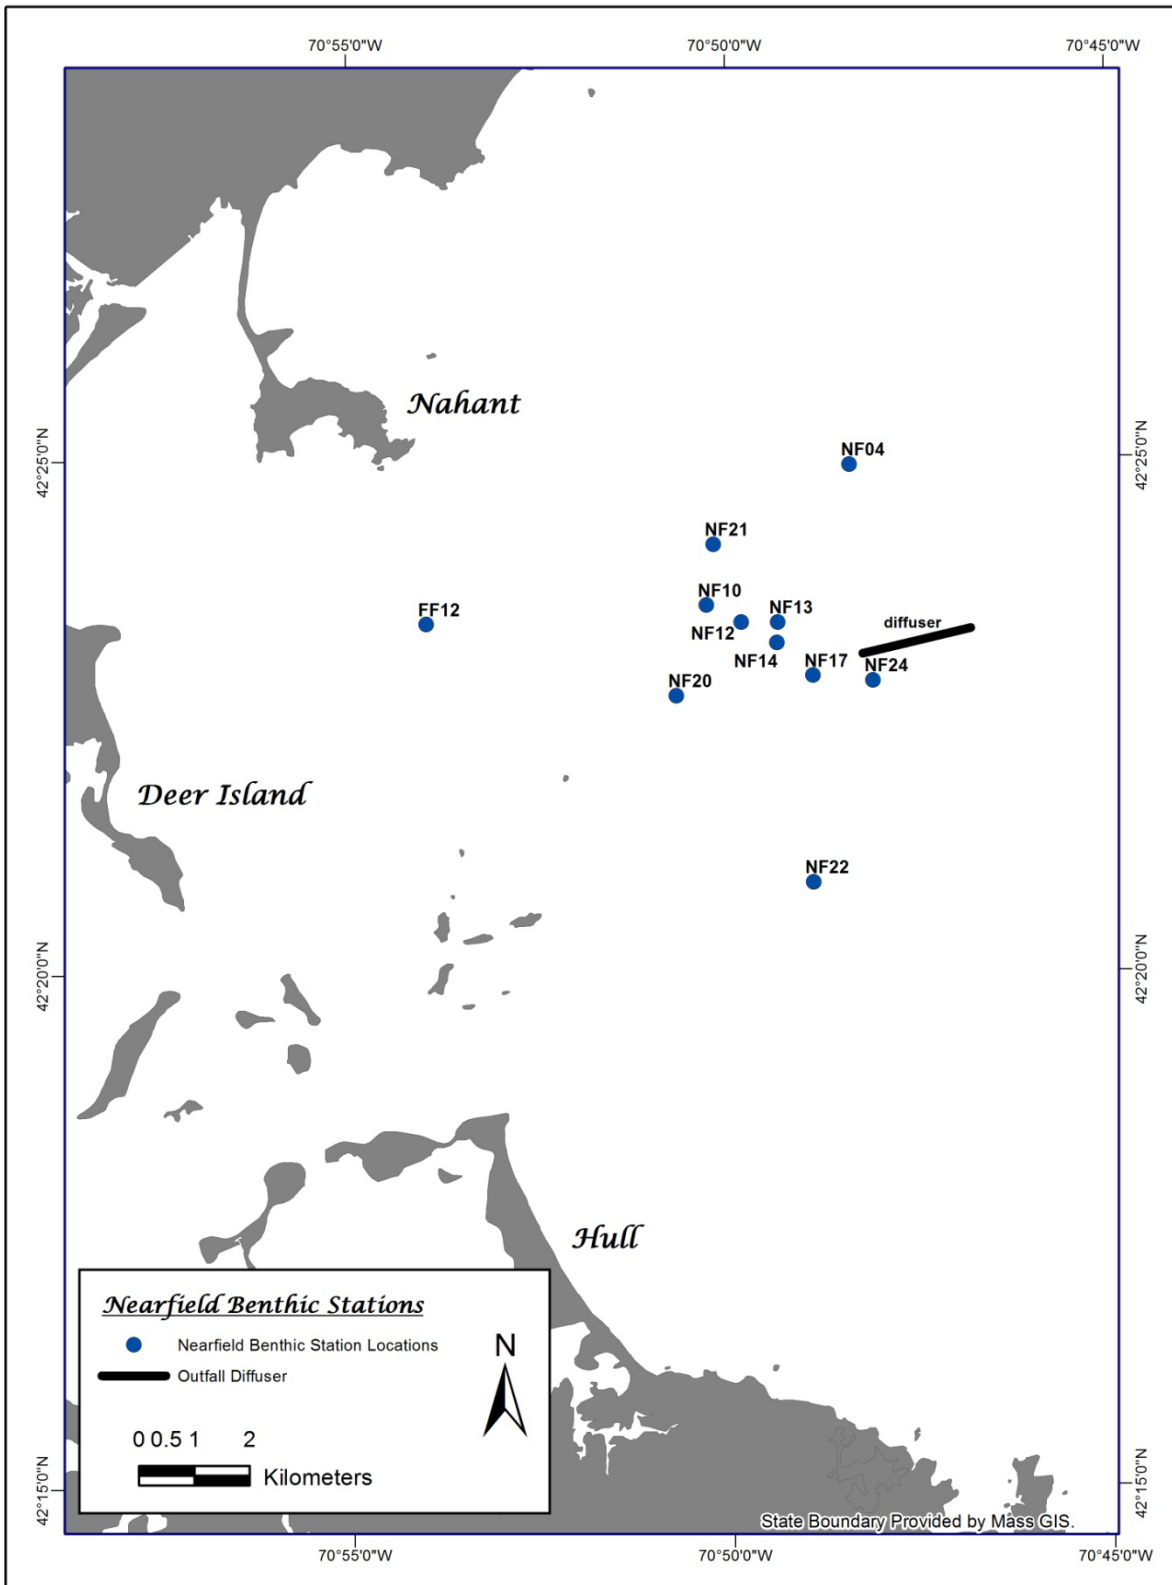 70°55'0"W 70°50'0"W 70°45'0"W
Nahant
42°25'0"N 42°25'0"N
NF04
NF21
NF10
NF13
FF12
NF12
diffuser
NF14
NF17
NF24
NF20
Deer Island
NF22
42°20'0"N 42°20'0"N
Hull
Nearfield Benthic Stations
Nearfield Benthic Station Locations
N
Outfall Diffuser
0 0.5 1 2
Kilometers
42°15'0"N 42°15'0"N
State Boundary Provided by Mass GIS.
70°55'0"W 70°50'0"W 70°45'0"W